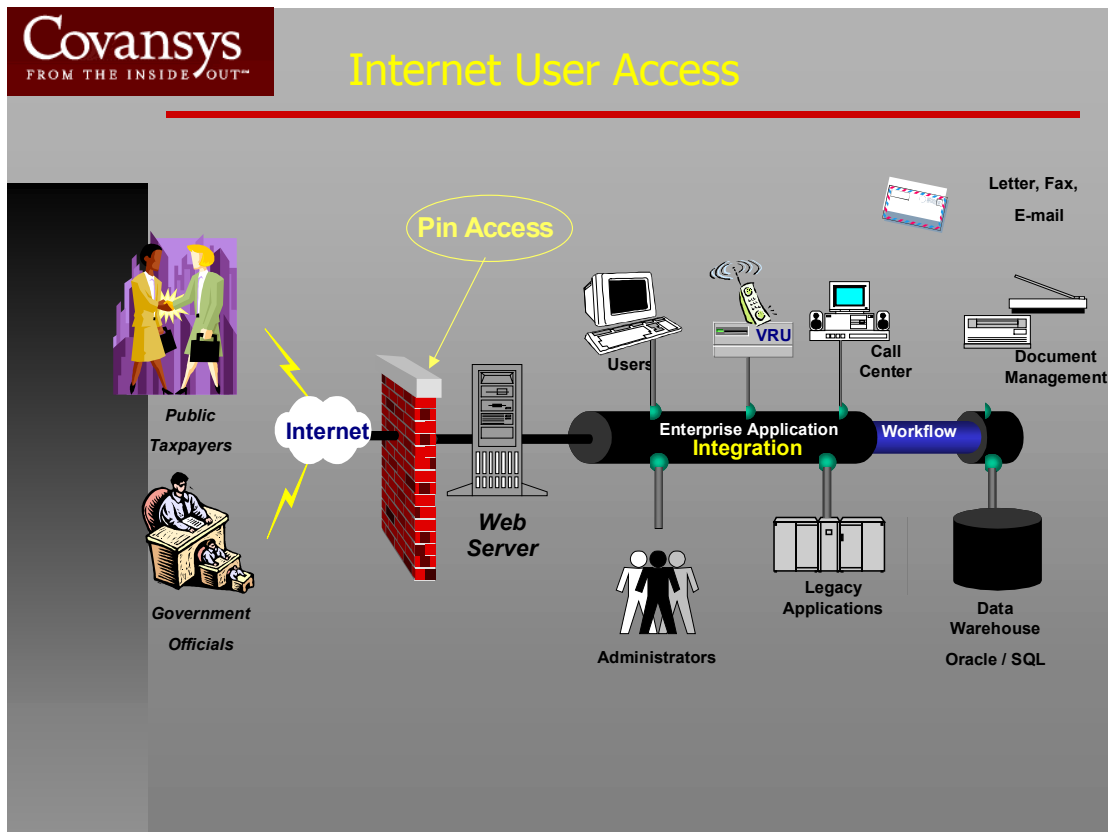 Covansys
FROM THE INSIDE OUT℠
Internet User Access
Letter, Fax,
E-mail
Pin Access
VRU
Users
Call
Center
Document
Management
Public
Taxpayers
Internet
Enterprise Application
Integration
Workflow
Web
Server
Government
Officials
Administrators
Legacy
Applications
Data
Warehouse
Oracle / SQL